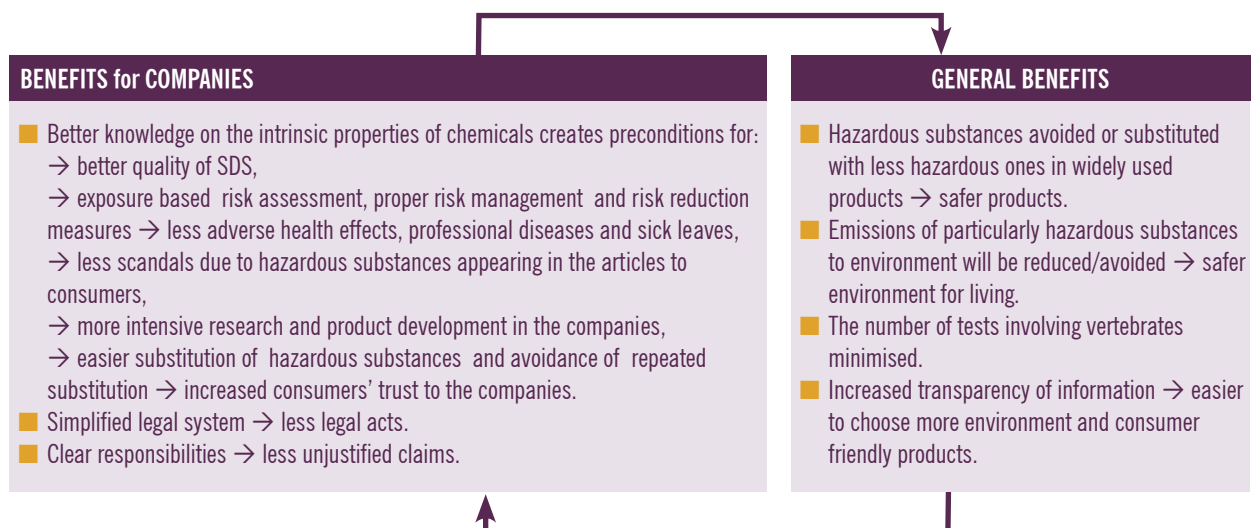 BENEFITS for COMPANIES
■ Better knowledge on the intrinsic properties of chemicals creates preconditions for:
→ better quality of SDS,
→ exposure based risk assessment, proper risk management and risk reduction
measures → less adverse health effects, professional diseases and sick leaves,
→ less scandals due to hazardous substances appearing in the articles to
consumers,
→ more intensive research and product development in the companies,
→ easier substitution of hazardous substances and avoidance of repeated
substitution → increased consumers’ trust to the companies.
■ Simplified legal system → less legal acts.
■ Clear responsibilities → less unjustified claims.
GENERAL BENEFITS
■ Hazardous substances avoided or substituted
with less hazardous ones in widely used
products → safer products.
■ Emissions of particularly hazardous substances
to environment will be reduced/avoided → safer
environment for living.
■ The number of tests involving vertebrates
minimised.
■ Increased transparency of information → easier
to choose more environment and consumer
friendly products.